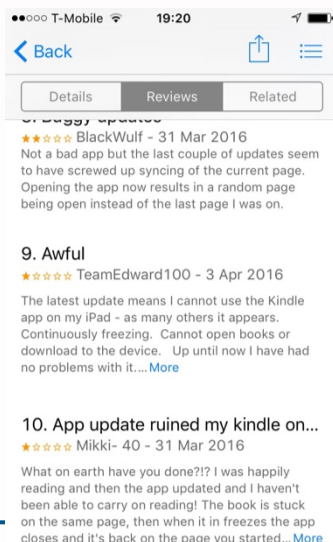 T-Mobile 19:20
Back
Details Reviews Related
8. Buggy updates
BlackWulf - 31 Mar 2016
Not a bad app but the last couple of updates seem
to have screwed up syncing of the current page.
Opening the app now results in a random page
being open instead of the last page I was on.
9. Awful
TeamEdward100 - 3 Apr 2016
The latest update means I cannot use the Kindle
app on my iPad - as many others it appears.
Continuously freezing. Cannot open books or
download to the device. Up until now I have had
no problems with it.... More
10. App update ruined my kindle on...
Mikki- 40 - 31 Mar 2016
What on earth have you done?!? I was happily
reading and then the app updated and I haven't
been able to carry on reading! The book is stuck
on the same page, then when it in freezes the app
closes and it's back on the page you started... More